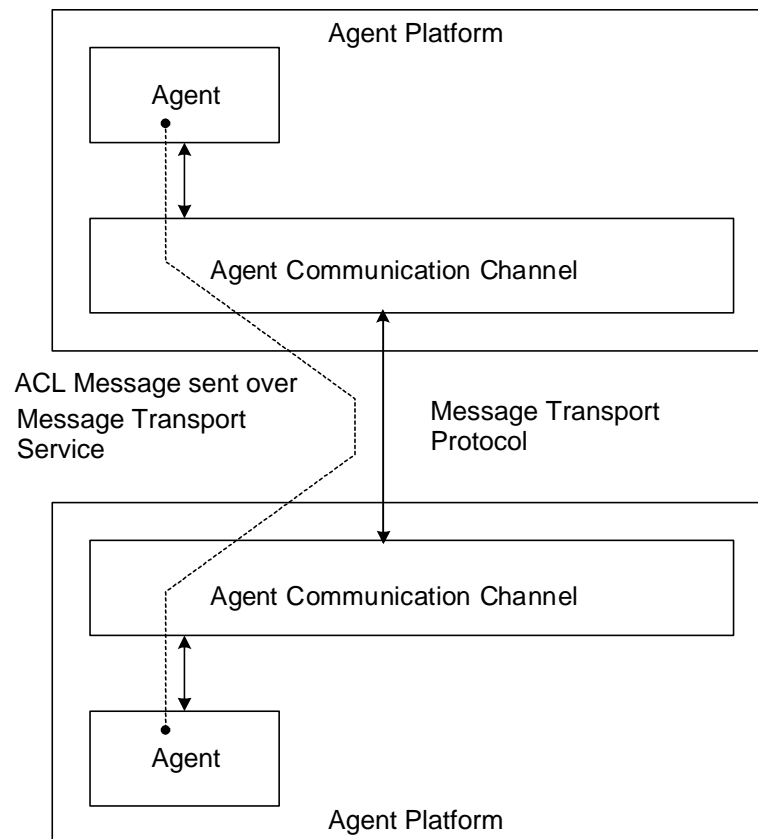 Agent Platform
Agent
Agent Communication Channel
ACL Message sent over
Message Transport
Service
Message Transport
Protocol
Agent Communication Channel
Agent
Agent Platform